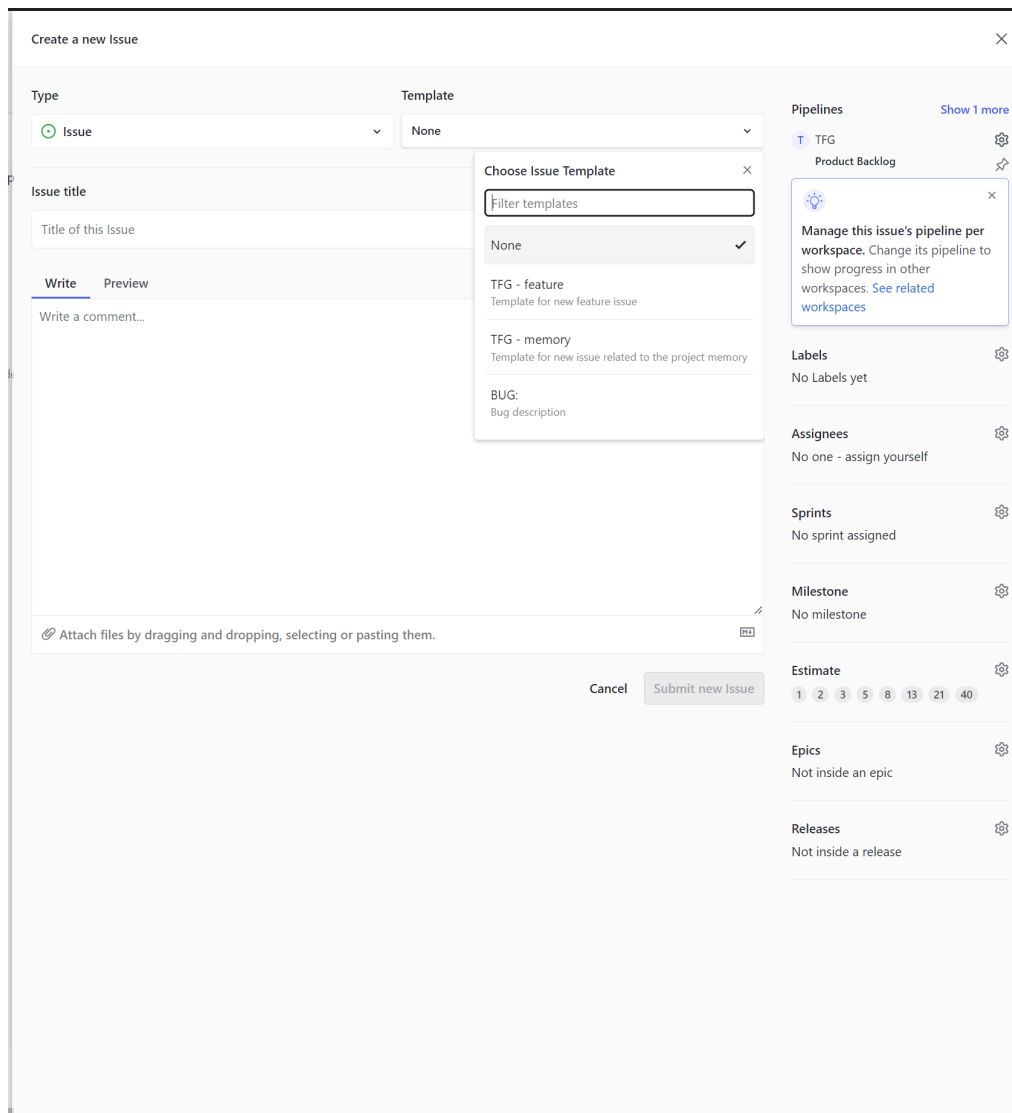 Create a new Issue
Type
Issue
Template
None
Choose Issue Template
Filter templates
None
TFG - feature
Template for new feature issue
TFG - memory
Template for new issue related to the project memory
BUG:
Bug description
Issue title
Title of this Issue
Write Preview
Write a comment...
Attach files by dragging and dropping, selecting or pasting them.
Cancel Submit new Issue
Pipelines Show 1 more
T TFG
Product Backlog
Manage this issue's pipeline per
workspace. Change its pipeline to
show progress in other
workspaces. See related
workspaces
Labels
No Labels yet
Assignees
No one - assign yourself
Sprints
No sprint assigned
Milestone
No milestone
Estimate
1 2 3 5 8 13 21 40
Epics
Not inside an epic
Releases
Not inside a release